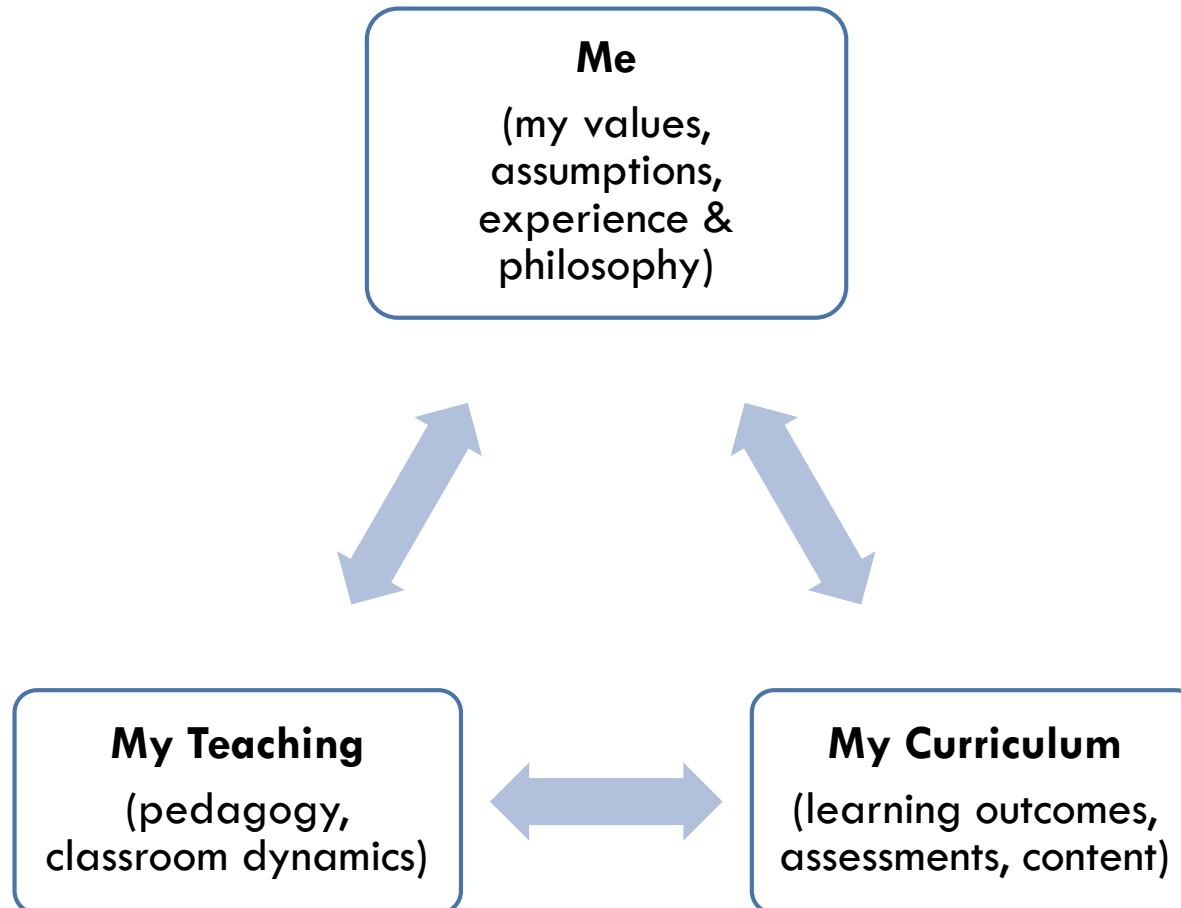 Me
(my values,
assumptions,
experience &
philosophy)
My Teaching
(pedagogy,
classroom dynamics)
My Curriculum
(learning outcomes,
assessments, content)